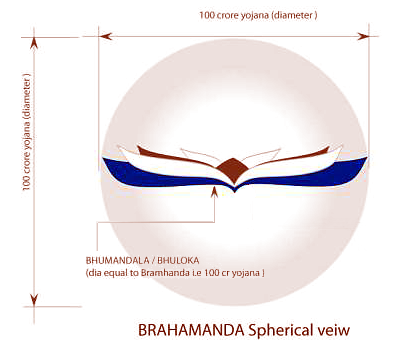 100 crore yojana (diameter )
100 crore yojana (diameter )
BHUMANDALA / BHULOKA
(dia equal to Bramhanda i.e 100 cr yojana )
BRAHAMANDA Spherical veiw